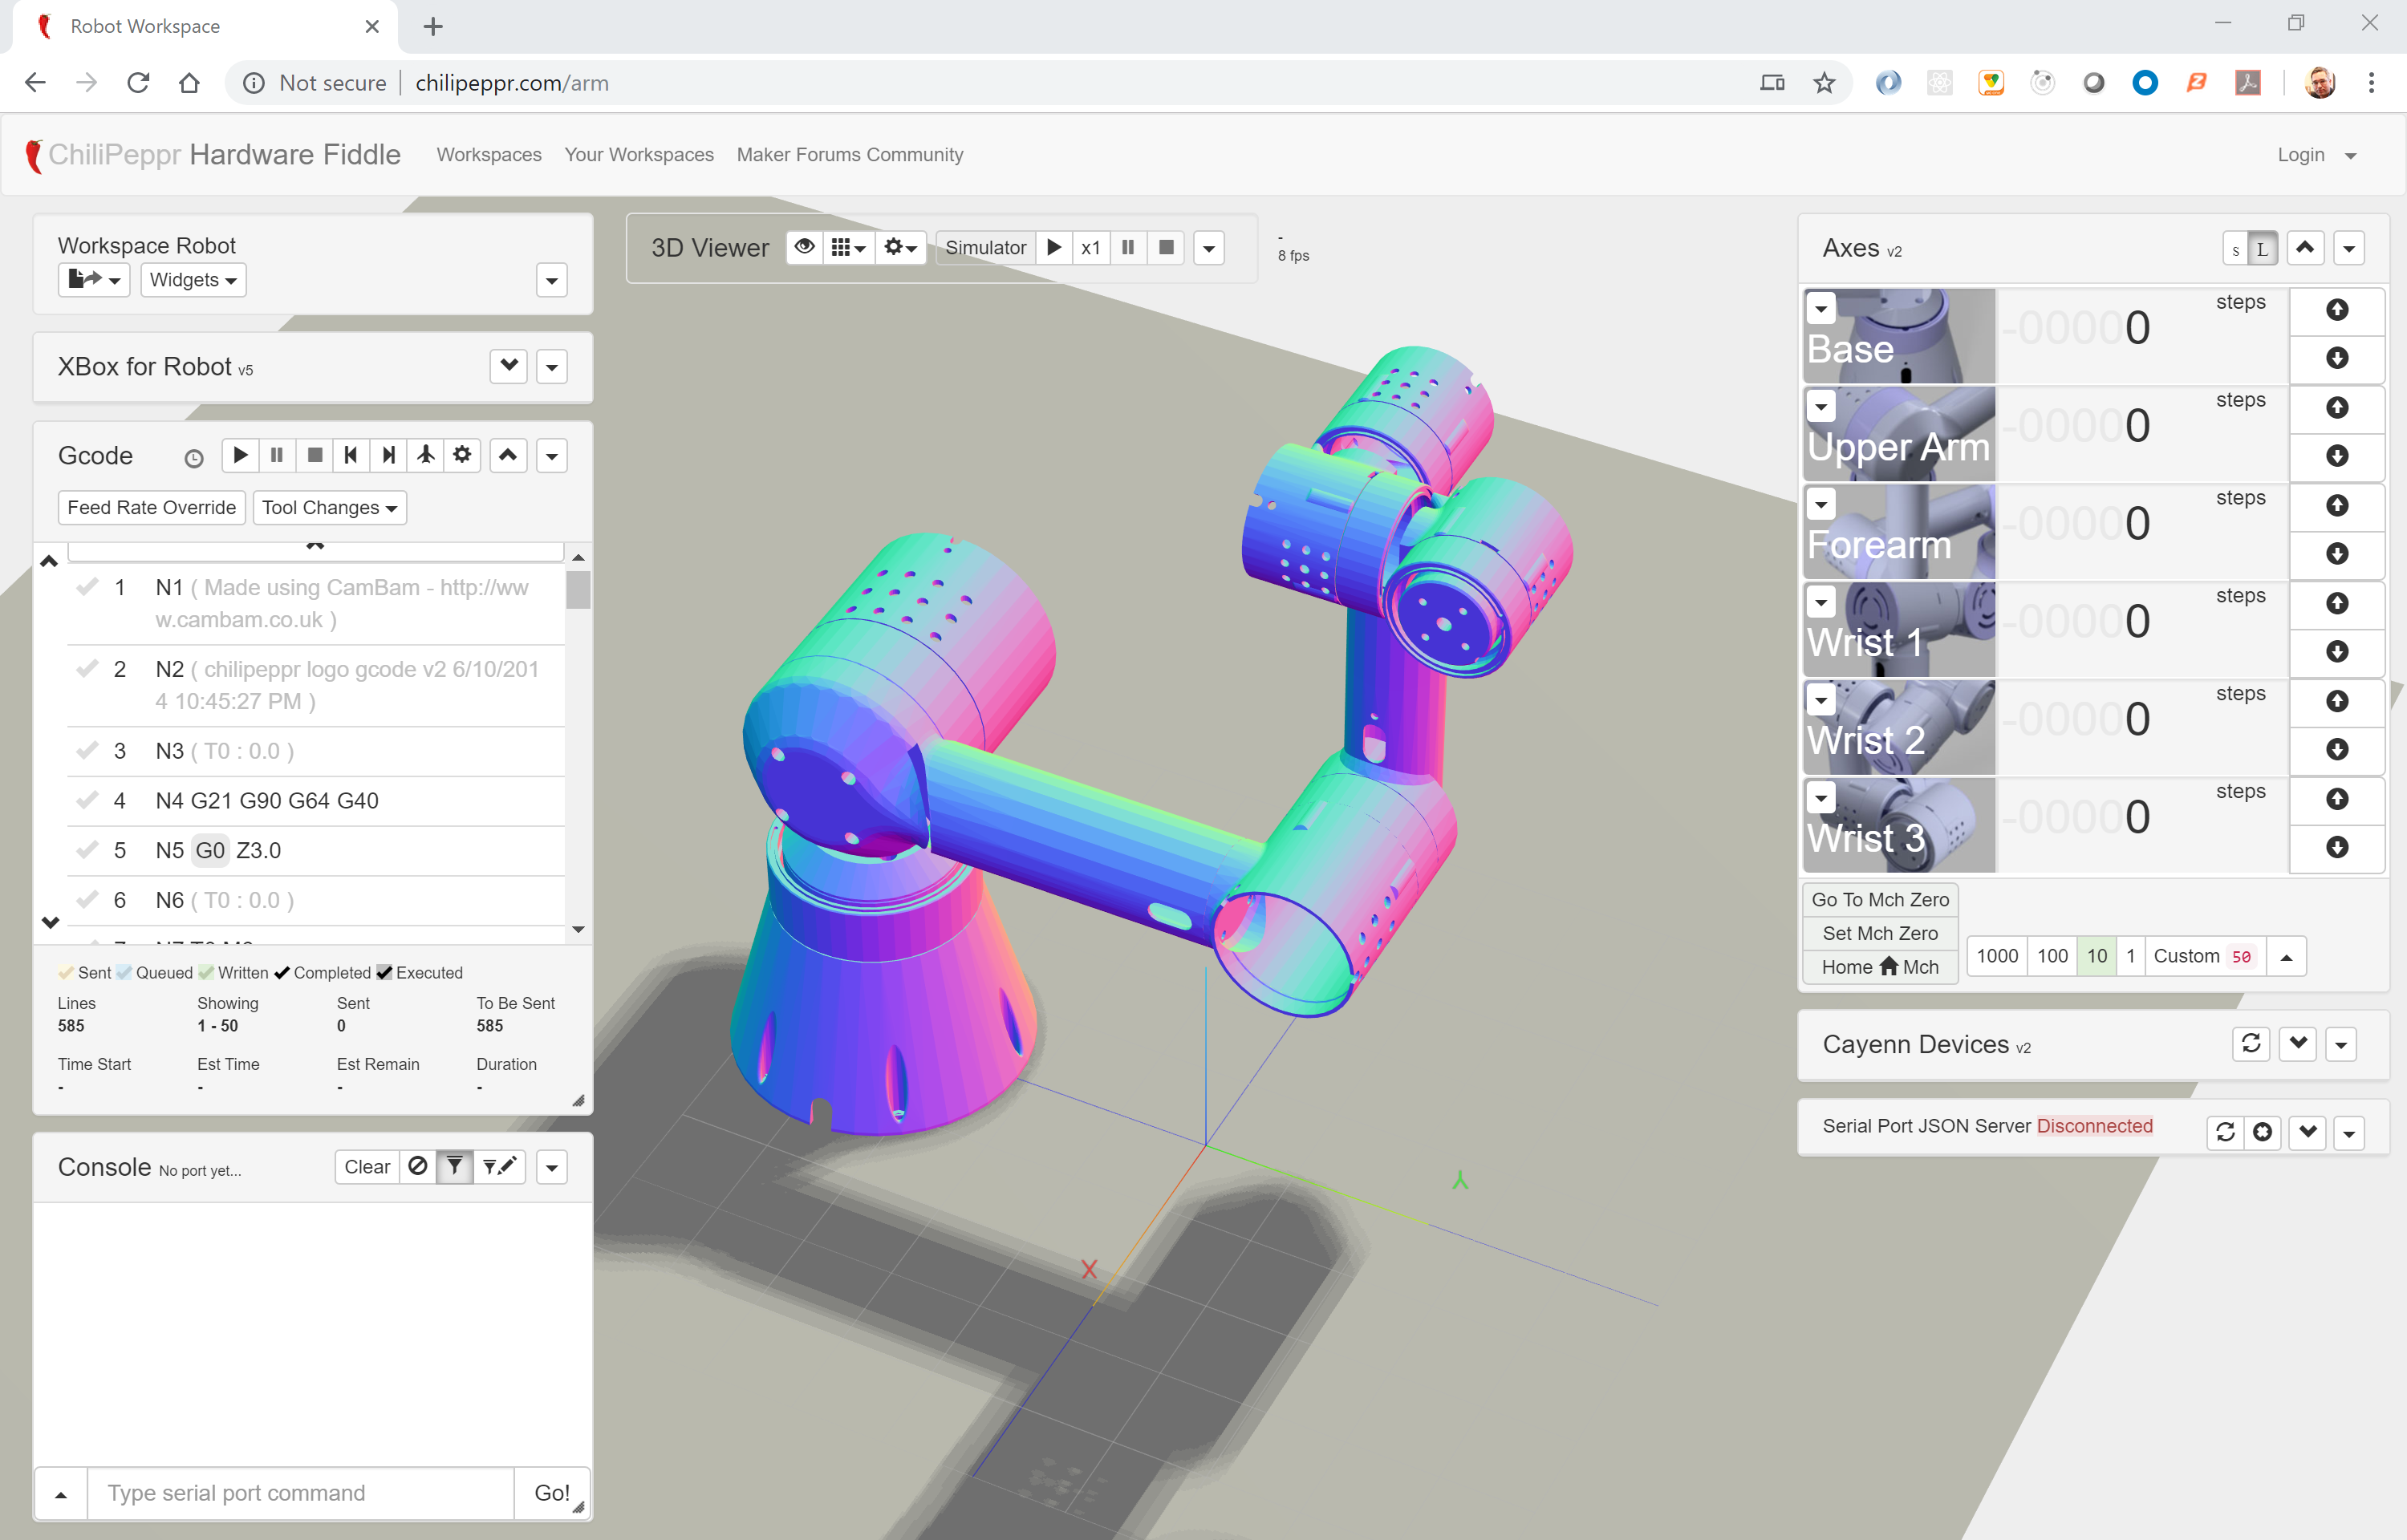 Robot Workspace
Not secure
chilipeppr.com/arm
ChiliPeppr Hardware Fiddle
Workspaces
Your Workspaces
Maker Forums Community
Login
Workspace Robot
Widgets
XBox for Robot v5
Gcode
Feed Rate Override
Tool Changes
1 N1 ( Made using CamBam - http://ww
w.cambam.co.uk )
2 N2 ( chilipeppr logo gcode v2 6/10/201
4 10:45:27 PM )
3 N3 ( T0 : 0.0 )
4 N4 G21 G90 G64 G40
5 N5 G0 Z3.0
6 N6 ( T0 : 0.0 )
7 N7 T0 M6
Sent Queued Written Completed Executed
Lines Showing Sent To Be Sent
585 1 - 50 0 585
Time Start Est Time Est Remain Duration
- - - -
Console No port yet...
Clear
Type serial port command
Go!
3D Viewer
Simulator
x1
-
8 fps
X
Y
Axes v2
s L
Base
-00000
steps
Upper Arm
-00000
steps
Forearm
-00000
steps
Wrist 1
-00000
steps
Wrist 2
-00000
steps
Wrist 3
-00000
steps
Go To Mch Zero
Set Mch Zero
Home Mch
1000 100 10 1 Custom 50
Cayenn Devices v2
Serial Port JSON Server Disconnected